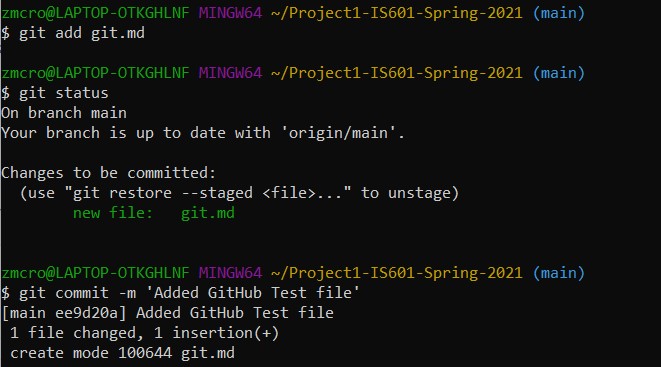 zmcro@LAPTOP-OTKGHLNF MINGW64 ~/Project1-IS601-Spring-2021 (main)
$ git add git.md
zmcro@LAPTOP-OTKGHLNF MINGW64 ~/Project1-IS601-Spring-2021 (main)
$ git status
On branch main
Your branch is up to date with 'origin/main'.
Changes to be committed:
  (use "git restore --staged <file>..." to unstage)
        new file:   git.md
zmcro@LAPTOP-OTKGHLNF MINGW64 ~/Project1-IS601-Spring-2021 (main)
$ git commit -m 'Added GitHub Test file'
[main ee9d20a] Added GitHub Test file
 1 file changed, 1 insertion(+)
 create mode 100644 git.md